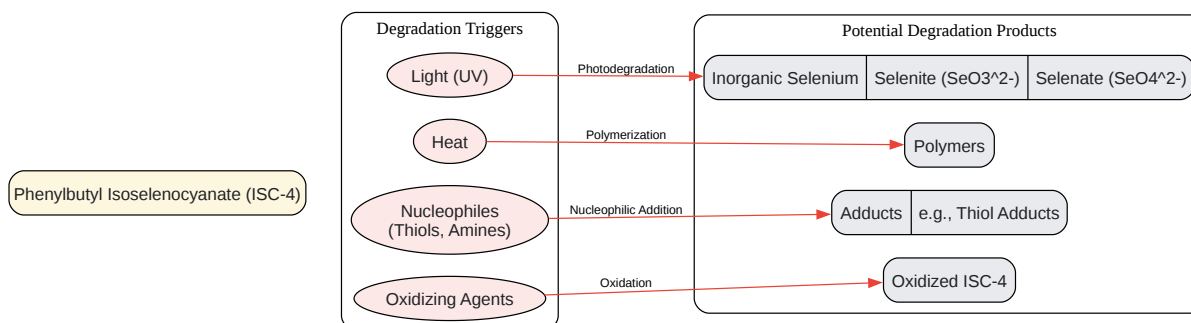 Degradation Triggers
Potential Degradation Products
Light (UV)
Photodegradation
Inorganic Selenium
Selenite (SeO3^2-)
Selenate (SeO4^2-)
Heat
Polymerization
Polymers
Phenylbutyl Isoselenocyanate (ISC-4)
Nucleophiles
(Thiols, Amines)
Nucleophilic Addition
Adducts
e.g., Thiol Adducts
Oxidizing Agents
Oxidation
Oxidized ISC-4